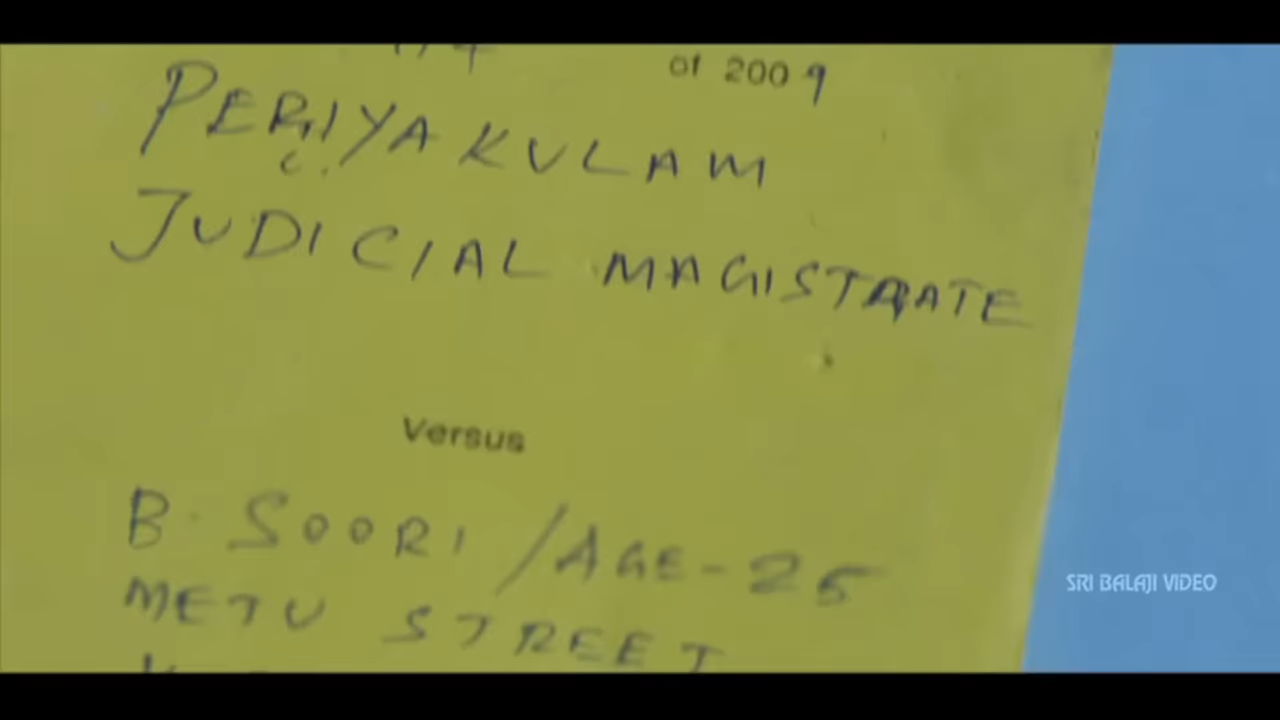 of 2009
PERIYAKULAM
JUDICIAL MAGISTRATE
Versus
B. SOORI / AGE-25
METU STREET
SRI BALAJI VIDEO